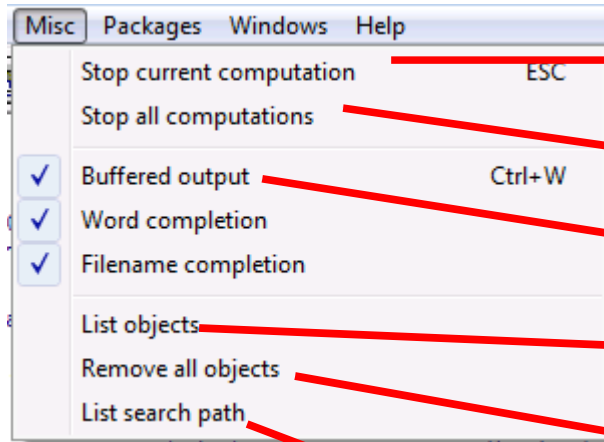 Misc Packages Windows Help
Stop current computation ESC
Stop all computations
Buffered output Ctrl+W
Word completion
Filename completion
List objects
Remove all objects
List search path